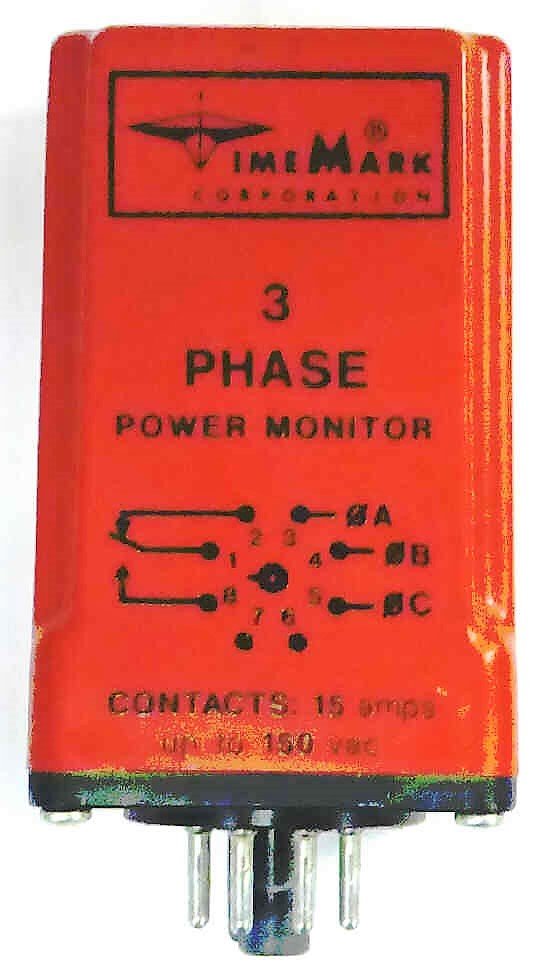 TIMEMARK ®
CORPORATION
3
PHASE
POWER MONITOR
2 3 ØA
1 4 ØB
8 5 ØC
7 6
CONTACTS: 15 amps
up to 150 vac